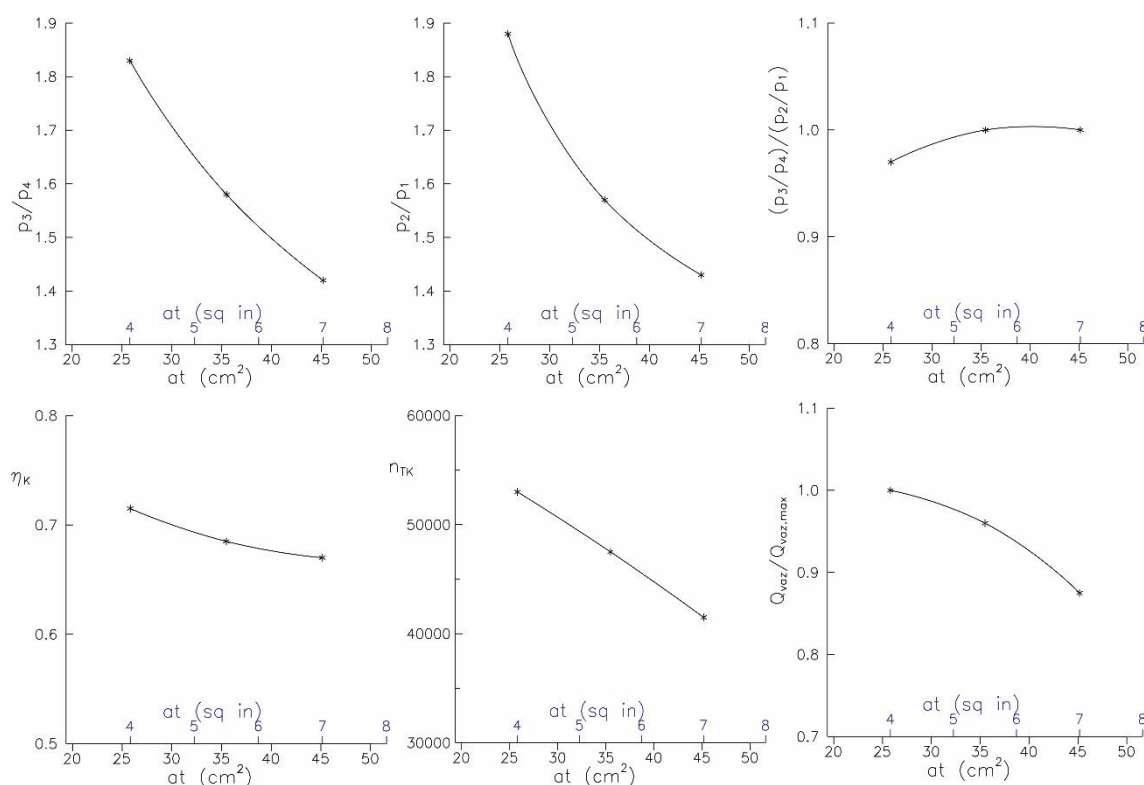 1.9
1.8
1.7
1.6
1.5
1.4
1.3
p₃/p₄
at (sq in)
4 5 6 7 8
20 25 30 35 40 45 50
at (cm²)
1.9
1.8
1.7
1.6
1.5
1.4
1.3
p₂/p₁
at (sq in)
4 5 6 7 8
20 25 30 35 40 45 50
at (cm²)
1.1
1.0
0.9
0.8
(p₃/p₄)/(p₂/p₁)
at (sq in)
4 5 6 7 8
20 25 30 35 40 45 50
at (cm²)
0.8
0.7
0.6
0.5
η_K
at (sq in)
4 5 6 7 8
20 25 30 35 40 45 50
at (cm²)
60000
50000
40000
30000
n_TK
at (sq in)
4 5 6 7 8
20 25 30 35 40 45 50
at (cm²)
1.1
1.0
0.9
0.8
0.7
Q_vaz/Q_vaz,max
at (sq in)
4 5 6 7 8
20 25 30 35 40 45 50
at (cm²)